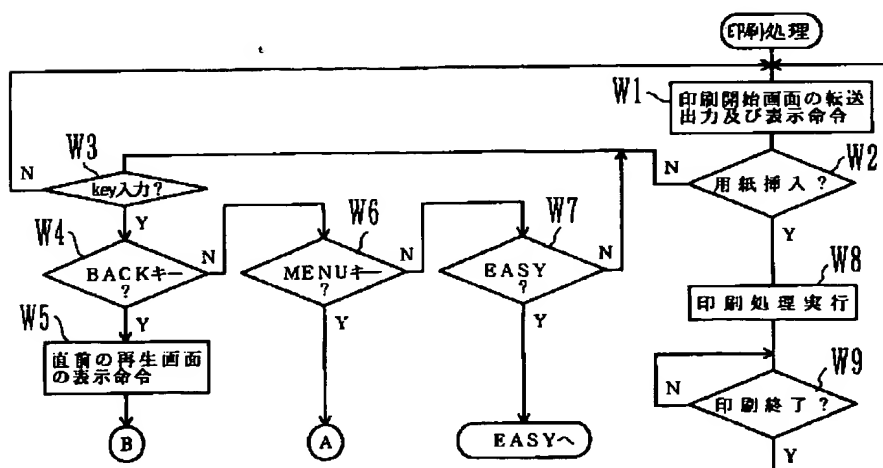 印刷処理
W1
印刷開始画面の転送
出力及び表示命令
W3
N
key入力?
Y
N
W2
用紙挿入?
Y
W4
BACKキー
?
N
Y
W6
MENUキー
?
N
Y
W7
EASY
?
N
Y
W8
印刷処理実行
W5
直前の再生画面
の表示命令
W9
N
印刷終了?
Y
B
A
EASYへ